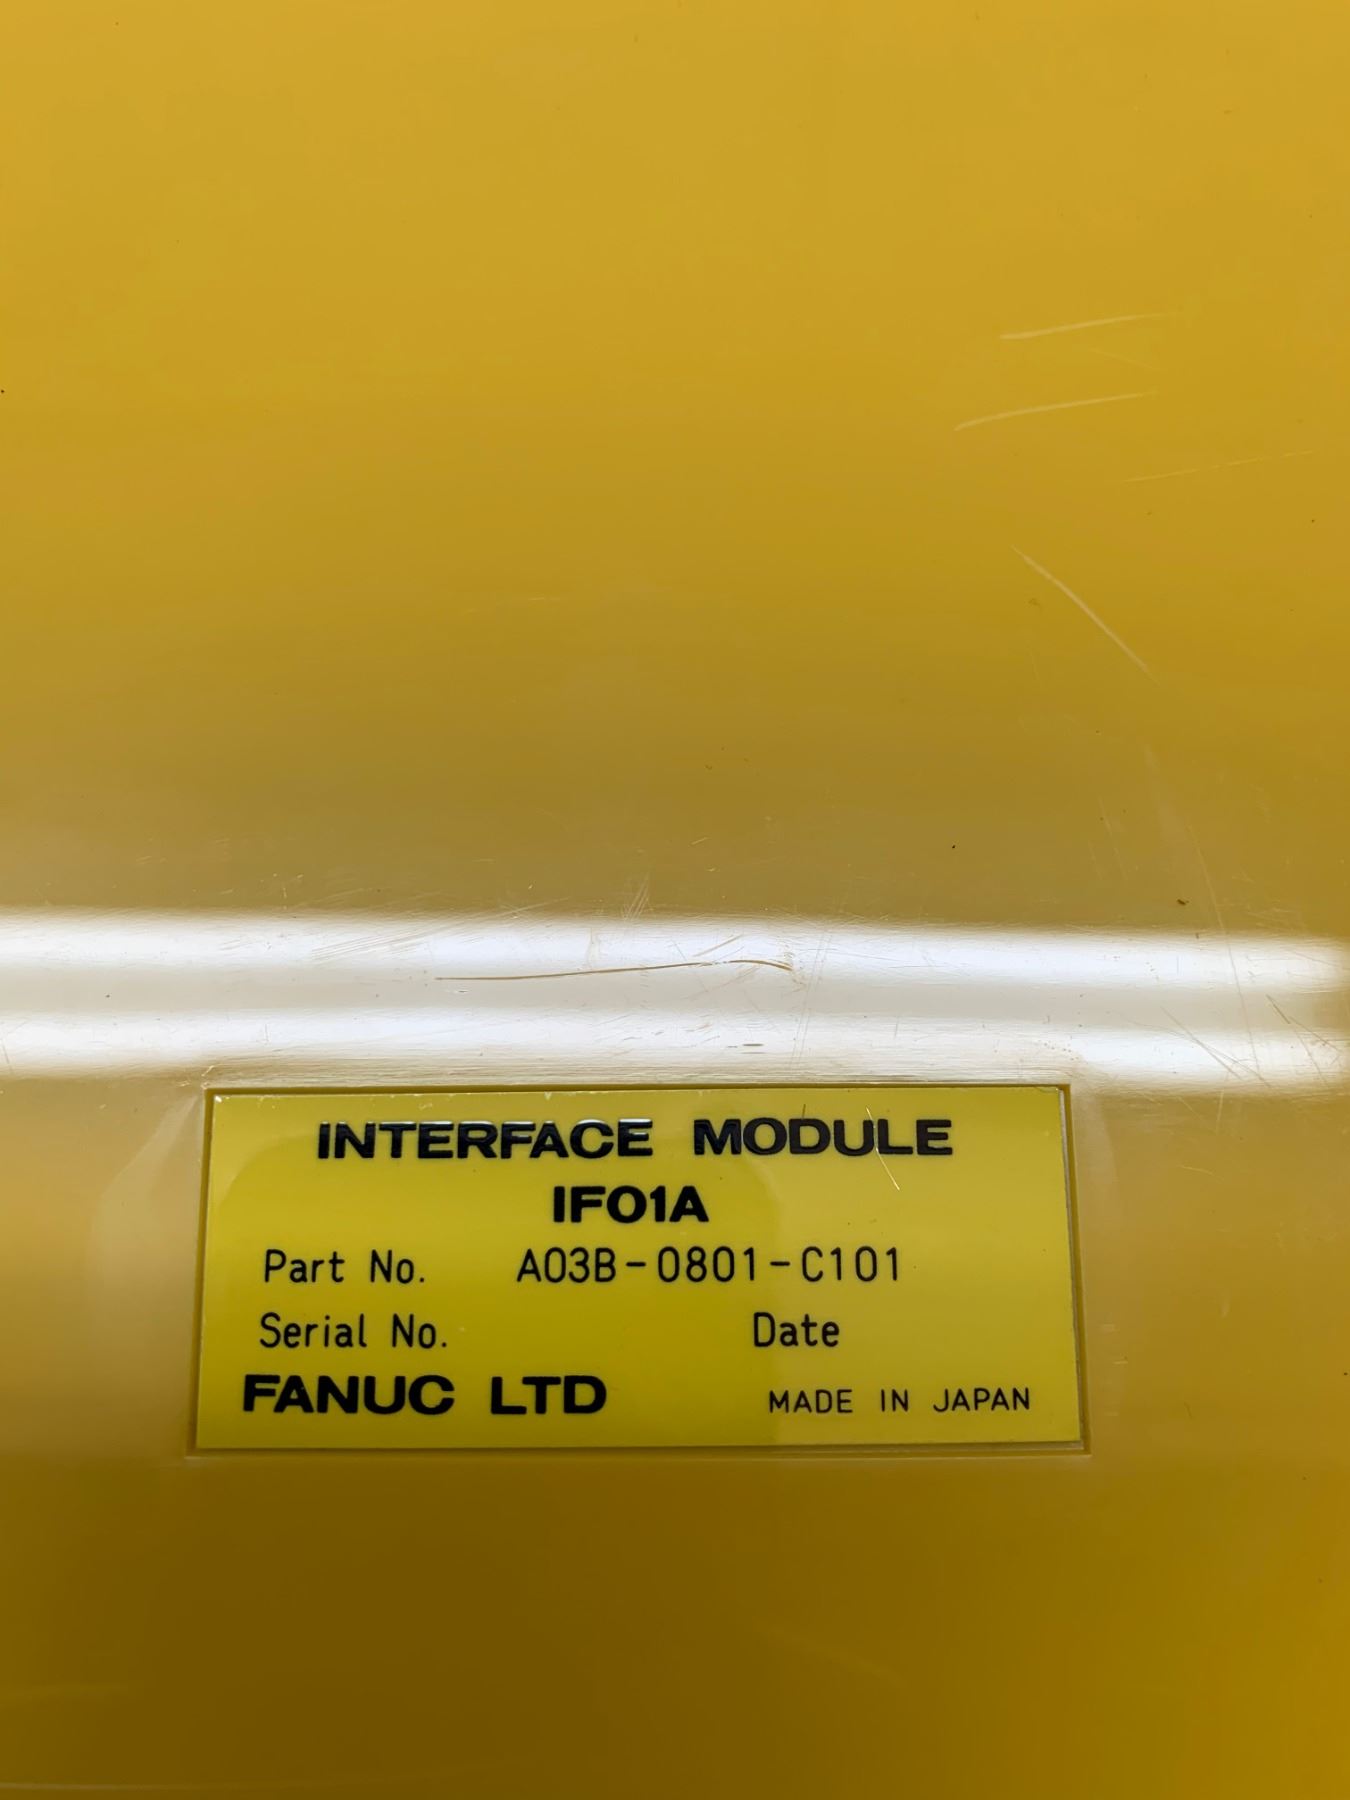 INTERFACE MODULE
IF01A
Part No. A03B-0801-C101
Serial No. Date
FANUC LTD MADE IN JAPAN